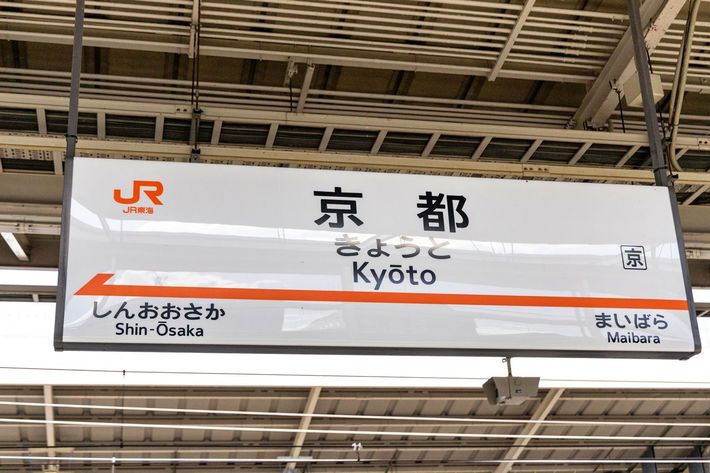 JR
JR東海
京都
きょうと
Kyōto
京
しんおおさか
Shin-Ōsaka
まいばら
Maibara